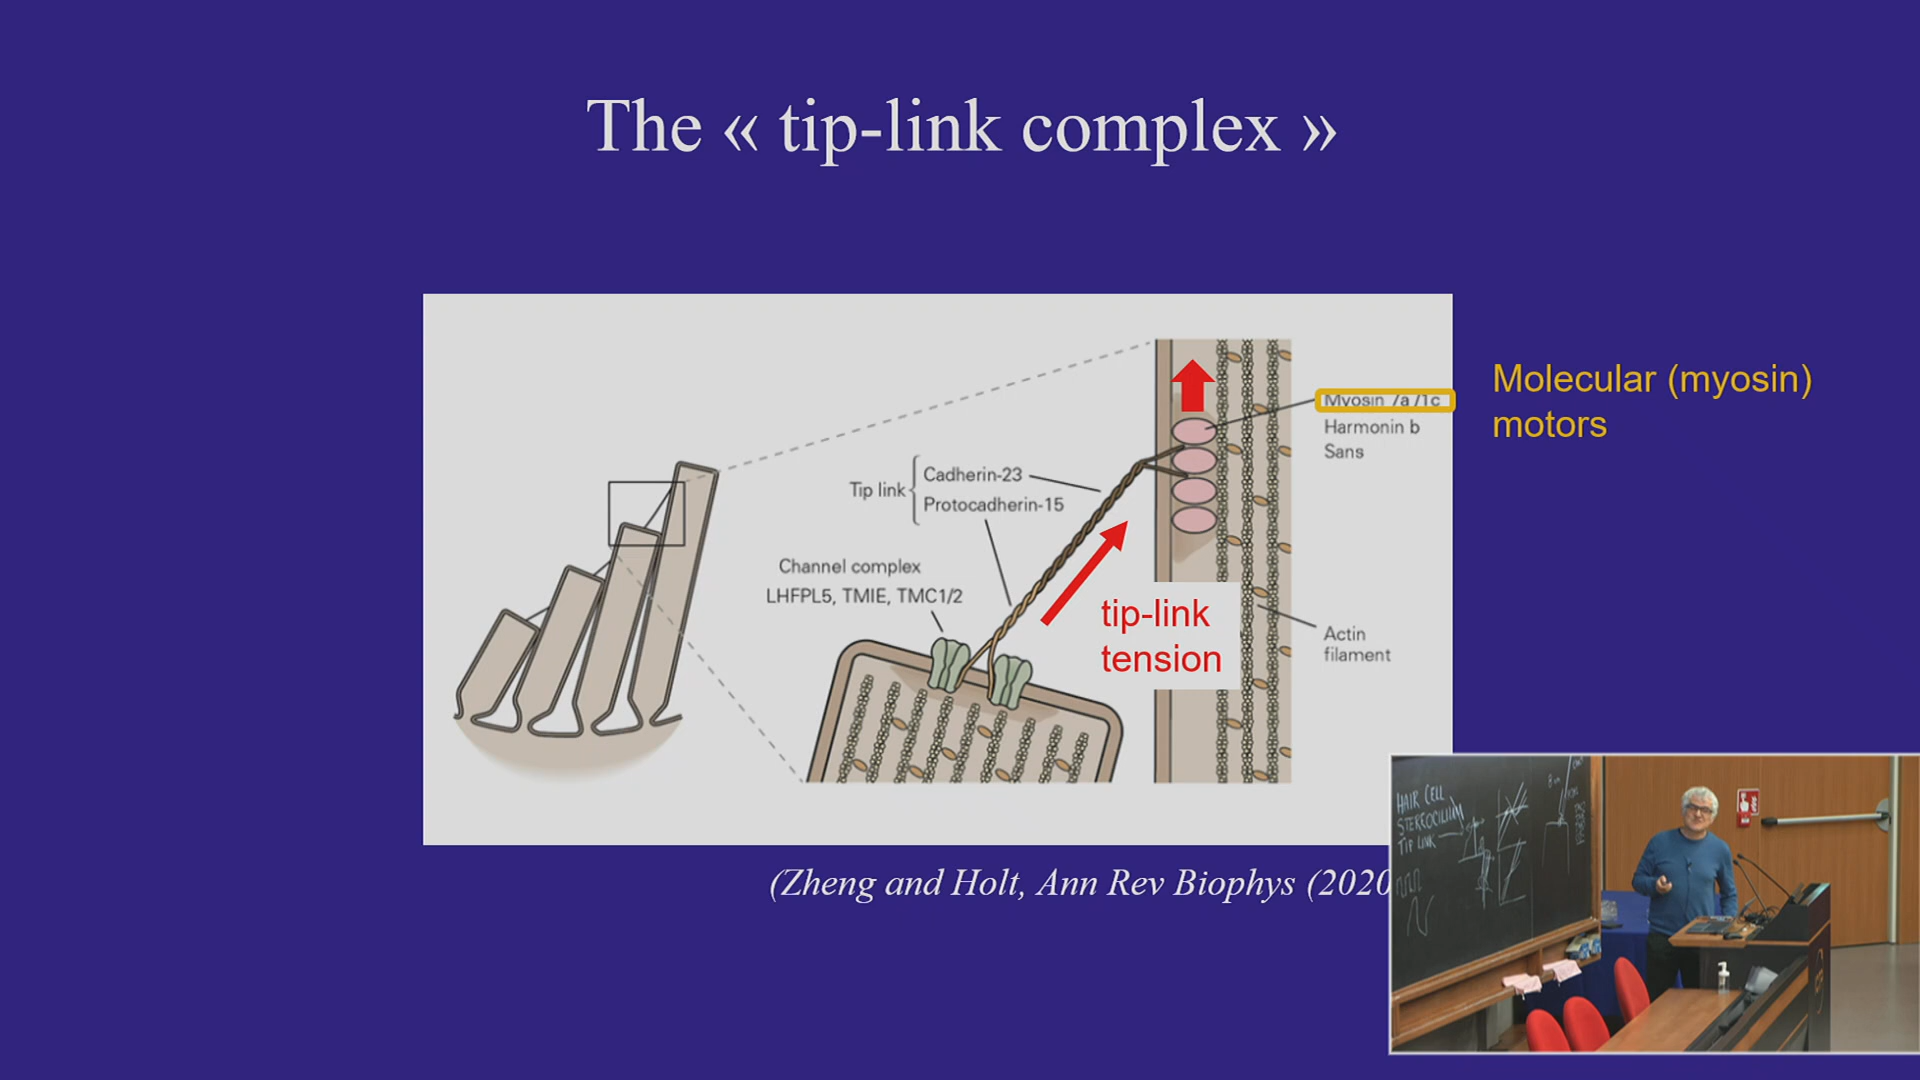 The « tip-link complex »
Molecular (myosin)
motors
Myosin 7a /1c
Harmonin b
Sans
Tip link
Cadherin-23
Protocadherin-15
Channel complex
LHFPL5, TMIE, TMC1/2
tip-link
tension
Actin
filament
(Zheng and Holt, Ann Rev Biophys (2020
HAIR CELL
STEREOCILIUM
TIP LINK